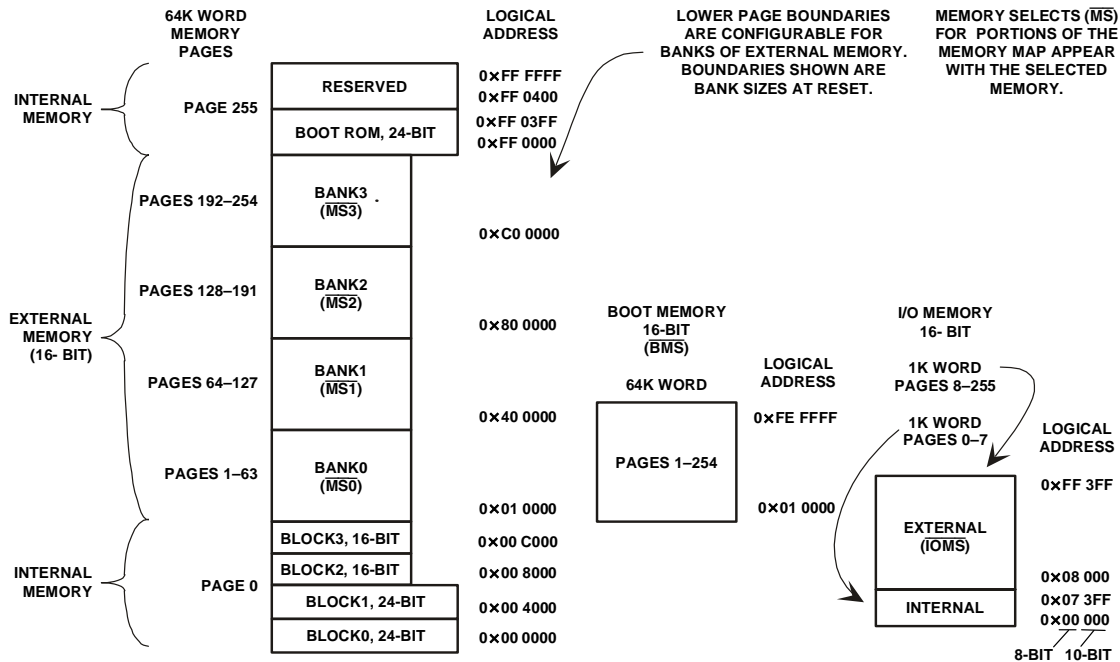 64K WORD
MEMORY
PAGES
LOGICAL
ADDRESS
LOWER PAGE BOUNDARIES
ARE CONFIGURABLE FOR
BANKS OF EXTERNAL MEMORY.
BOUNDARIES SHOWN ARE
BANK SIZES AT RESET.
MEMORY SELECTS (MS)
FOR PORTIONS OF THE
MEMORY MAP APPEAR
WITH THE SELECTED
MEMORY.
INTERNAL
MEMORY
PAGE 255
RESERVED
0×FF FFFF
0×FF 0400
BOOT ROM, 24-BIT
0×FF 03FF
0×FF 0000
EXTERNAL
MEMORY
(16- BIT)
PAGES 192–254
BANK3
(MS3)
0×C0 0000
PAGES 128–191
BANK2
(MS2)
0×80 0000
PAGES 64–127
BANK1
(MS1)
0×40 0000
PAGES 1–63
BANK0
(MS0)
0×01 0000
INTERNAL
MEMORY
PAGE 0
BLOCK3, 16-BIT
0×00 C000
BLOCK2, 16-BIT
0×00 8000
BLOCK1, 24-BIT
0×00 4000
BLOCK0, 24-BIT
0×00 0000
BOOT MEMORY
16-BIT
(BMS)
64K WORD
LOGICAL
ADDRESS
PAGES 1–254
0×FE FFFF
0×01 0000
I/O MEMORY
16- BIT
1K WORD
PAGES 8–255
1K WORD
PAGES 0–7
LOGICAL
ADDRESS
0×FF 3FF
EXTERNAL
(IOMS)
0×08 000
INTERNAL
0×07 3FF
0×00 000
8-BIT 10-BIT